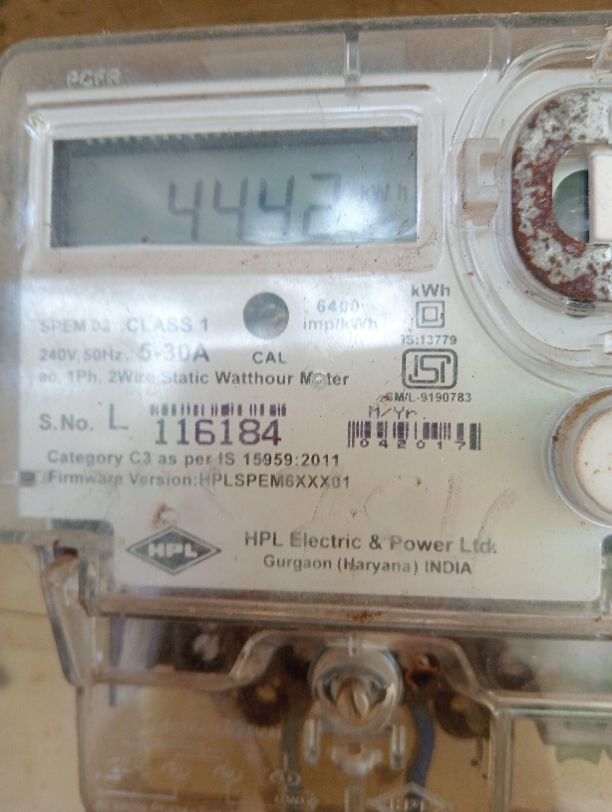 4442 kWh
kWh
6400
imp/kWh
SPEM 02 CLASS 1
240V, 50Hz, 5-30A
CAL
IS:13779
ac, 1Ph, 2Wire Static Watthour Meter
ISI
CM/L-9190783
M/Yr.
S.No. L 116184
042017
Category C3 as per IS 15959:2011
Firmware Version:HPLSPEM6XXX01
HPL
HPL Electric & Power Ltd.
Gurgaon (Haryana) INDIA
HPL